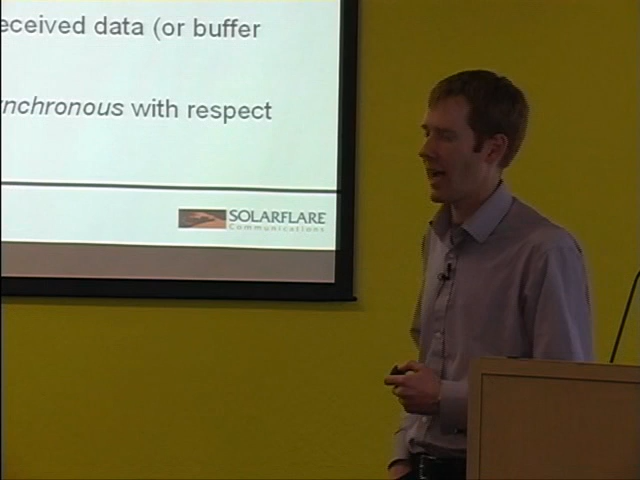 eceived data (or buffer
nchronous with respect
SOLARFLARE
Communications